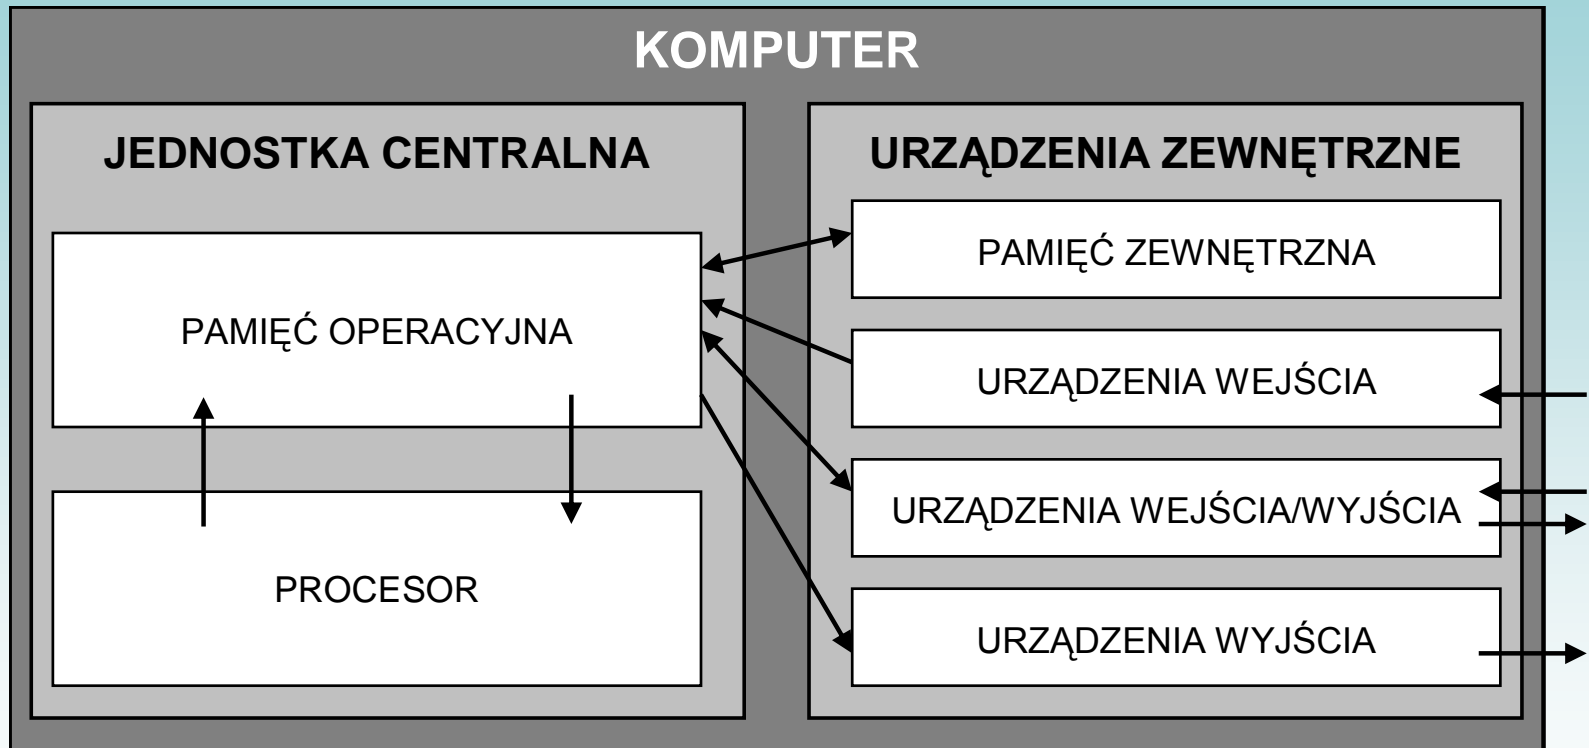 KOMPUTER
JEDNOSTKA CENTRALNA
PAMIĘĆ OPERACYJNA
PROCESOR
URZĄDZENIA ZEWNĘTRZNE
PAMIĘĆ ZEWNĘTRZNA
URZĄDZENIA WEJŚCIA
URZĄDZENIA WEJŚCIA/WYJŚCIA
URZĄDZENIA WYJŚCIA